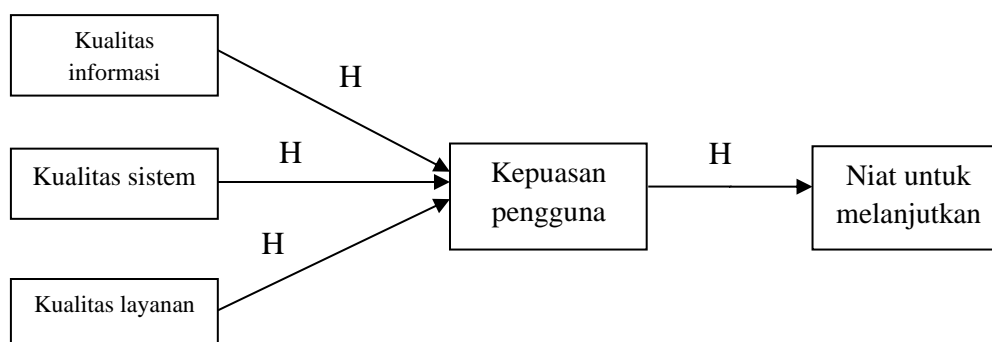 Kualitas
informasi
H
Kualitas sistem
H
Kepuasan
pengguna
H
Niat untuk
melanjutkan
H
Kualitas layanan